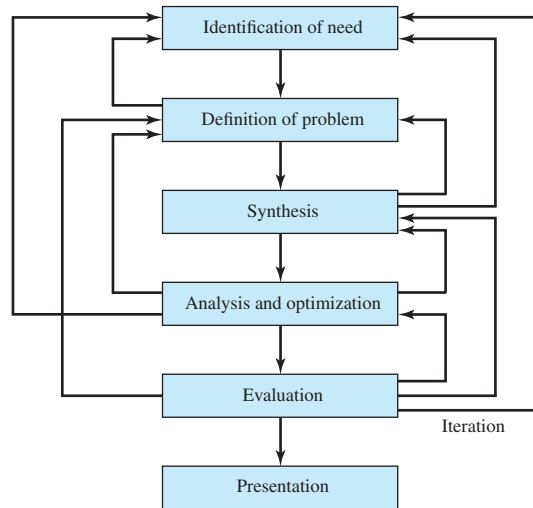 Identification of need
Definition of problem
Synthesis
Analysis and optimization
Evaluation
Iteration
Presentation